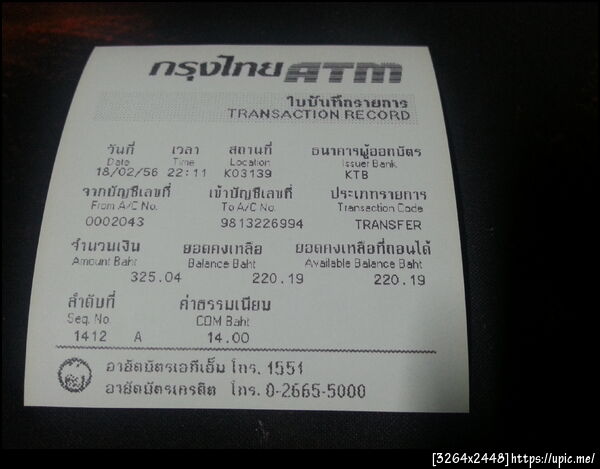 กรุงไทย ATM
ใบบันทึกรายการ
TRANSACTION RECORD
วันที่ เวลา สถานที่ ธนาคารผู้ออกบัตร
Date Time Location Issuer Bank
18/02/56 22:11 K03139 KTB
จากบัญชีเลขที่ เข้าบัญชีเลขที่ ประเภทรายการ
From A/C No. To A/C No. Transaction Code
0002043 9813226994 TRANSFER
จำนวนเงิน ยอดคงเหลือ ยอดคงเหลือที่ถอนได้
Amount Baht Balance Baht Available Balance Baht
325.04 220.19 220.19
ลำดับที่ ค่าธรรมเนียม
Seq. No. COM Baht
1412 A 14.00
อายัดบัตรเอทีเอ็ม โทร. 1551
อายัดบัตรเครดิต โทร. 0-2665-5000
[3264x2448]https://upic.me/